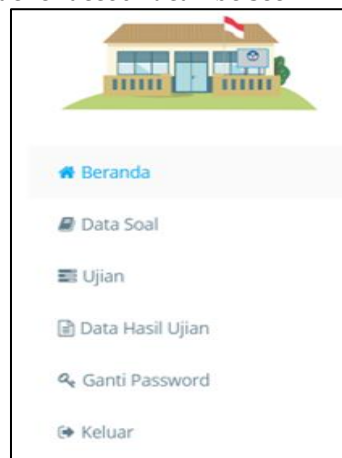 Beranda
Data Soal
Ujian
Data Hasil Ujian
Ganti Password
Keluar